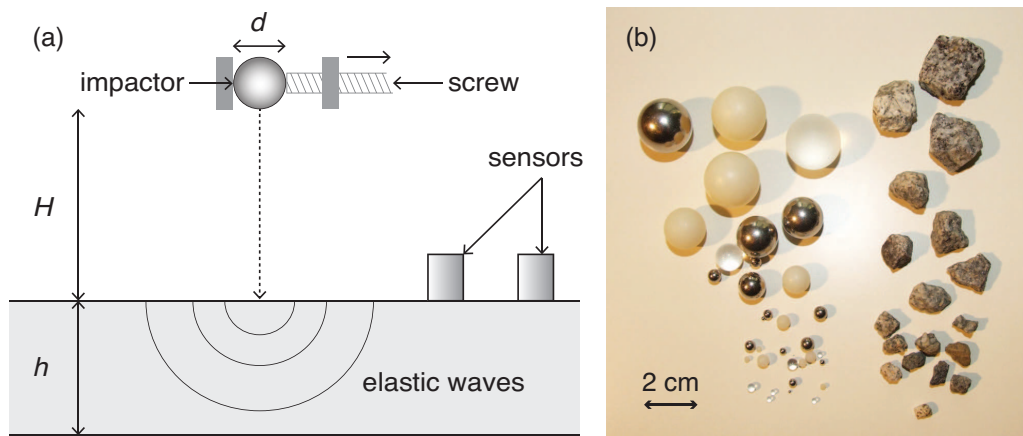 (a)
d
impactor
screw
sensors
H
h
elastic waves
(b)
2 cm